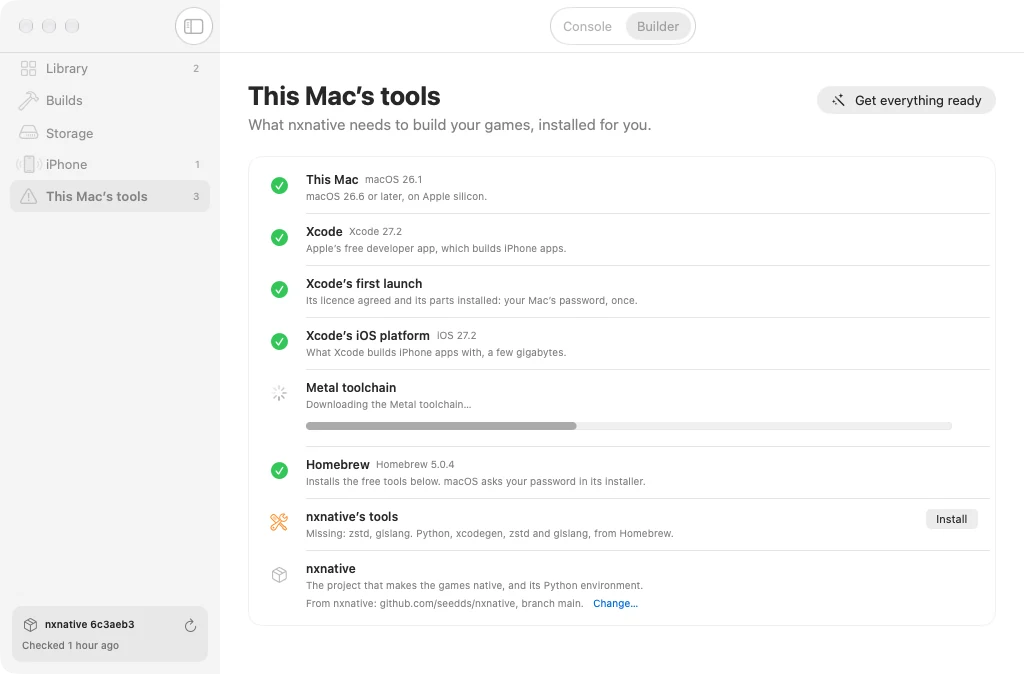 Console
Builder
Library 2
Builds
Storage
iPhone 1
This Mac's tools 3
This Mac's tools
Get everything ready
What nxnative needs to build your games, installed for you.
This Mac macOS 26.1
macOS 26.6 or later, on Apple silicon.
Xcode Xcode 27.2
Apple's free developer app, which builds iPhone apps.
Xcode's first launch
Its licence agreed and its parts installed: your Mac's password, once.
Xcode's iOS platform iOS 27.2
What Xcode builds iPhone apps with, a few gigabytes.
Metal toolchain
Downloading the Metal toolchain…
Homebrew Homebrew 5.0.4
Installs the free tools below. macOS asks your password in its installer.
nxnative's tools
Install
Missing: zstd, glslang. Python, xcodegen, zstd and glslang, from Homebrew.
nxnative
The project that makes the games native, and its Python environment.
From nxnative: github.com/seedds/nxnative, branch main. Change…
nxnative 6c3aeb3
Checked 1 hour ago